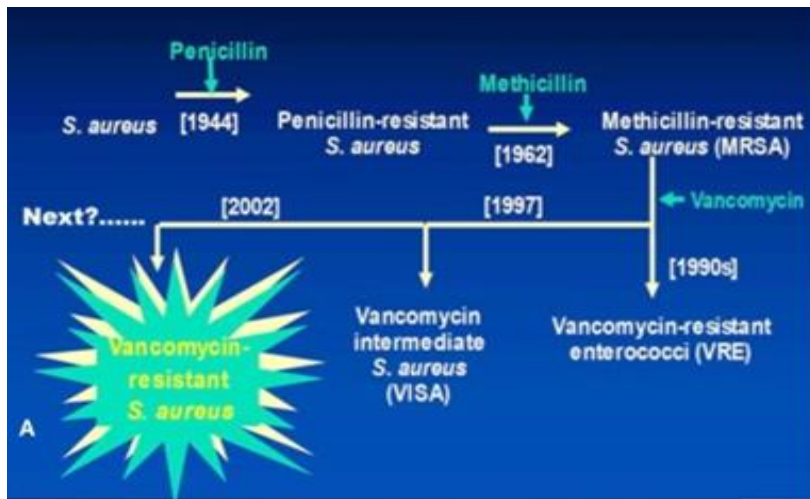 Penicillin
S. aureus
[1944]
Penicillin-resistant
S. aureus
Methicillin
[1962]
Methicillin-resistant
S. aureus (MRSA)
Vancomycin
[1990s]
Vancomycin-resistant
enterococci (VRE)
[1997]
Vancomycin
intermediate
S. aureus
(VISA)
[2002]
Next?......
Vancomycin-
resistant
S. aureus
A